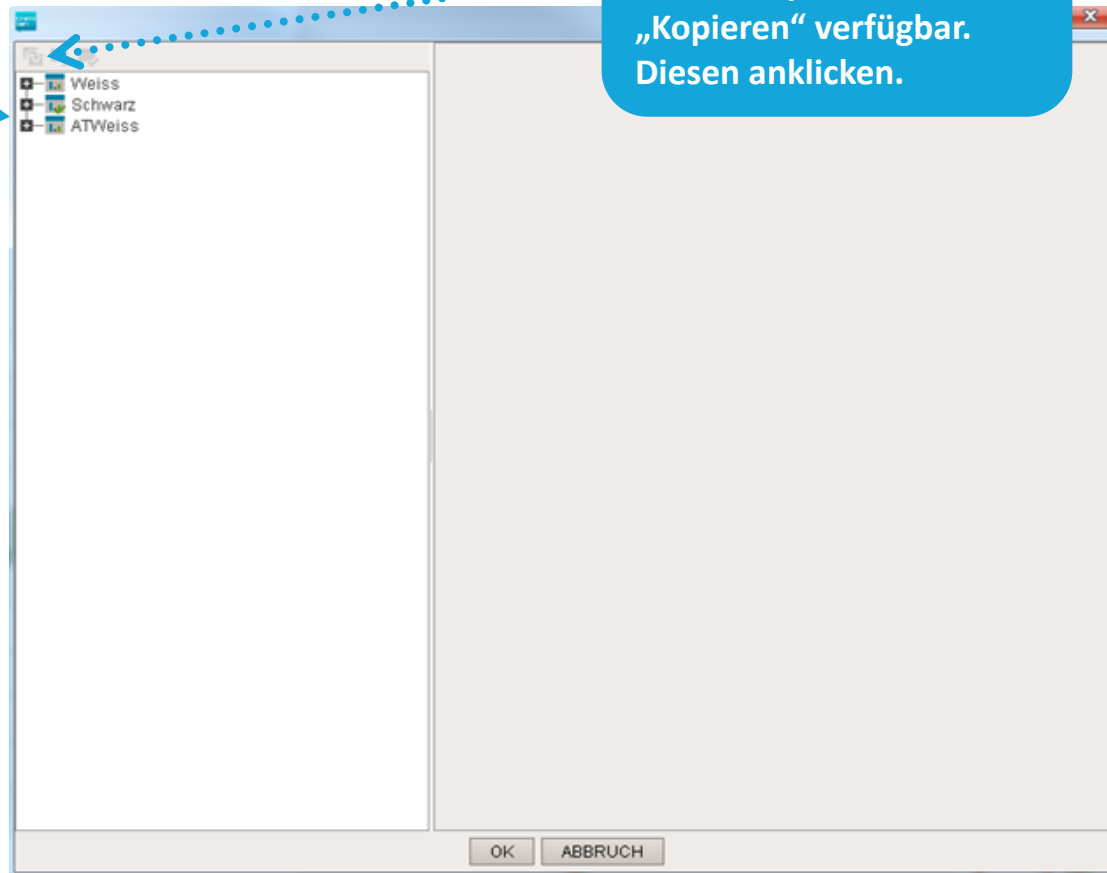 „Kopieren“ verfügbar.
Diesen anklicken.
Weiss
Schwarz
ATWeiss
OK
ABBRUCH